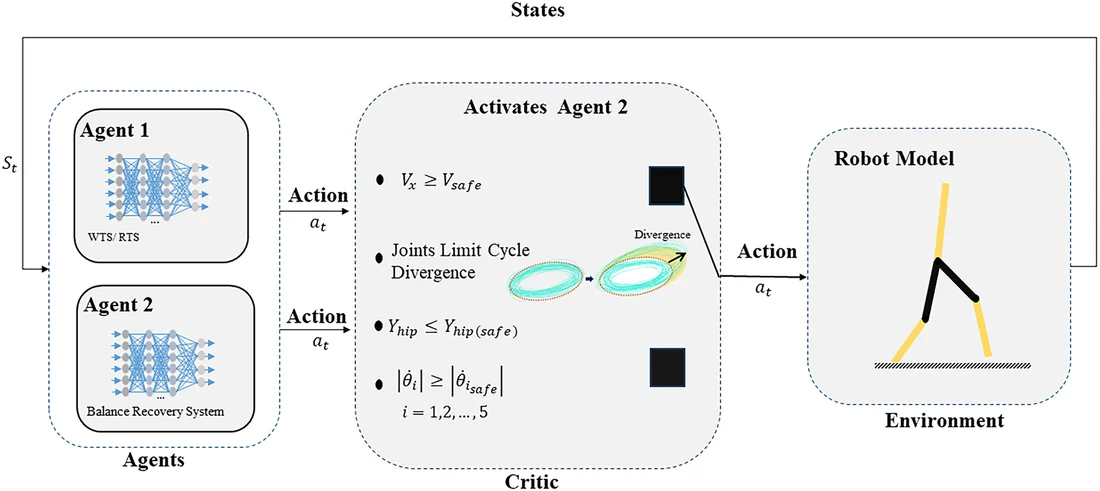 States
S_t
Agent 1
...
WTS/ RTS
Agent 2
...
Balance Recovery System
Agents
Action
a_t
Action
a_t
Activates Agent 2
V_x ≥ V_safe
Joints Limit Cycle
Divergence
Divergence
Y_hip ≤ Y_hip(safe)
|θ̇_i| ≥ |θ̇_i_safe|
i = 1,2, ... , 5
Critic
Action
a_t
Robot Model
Environment